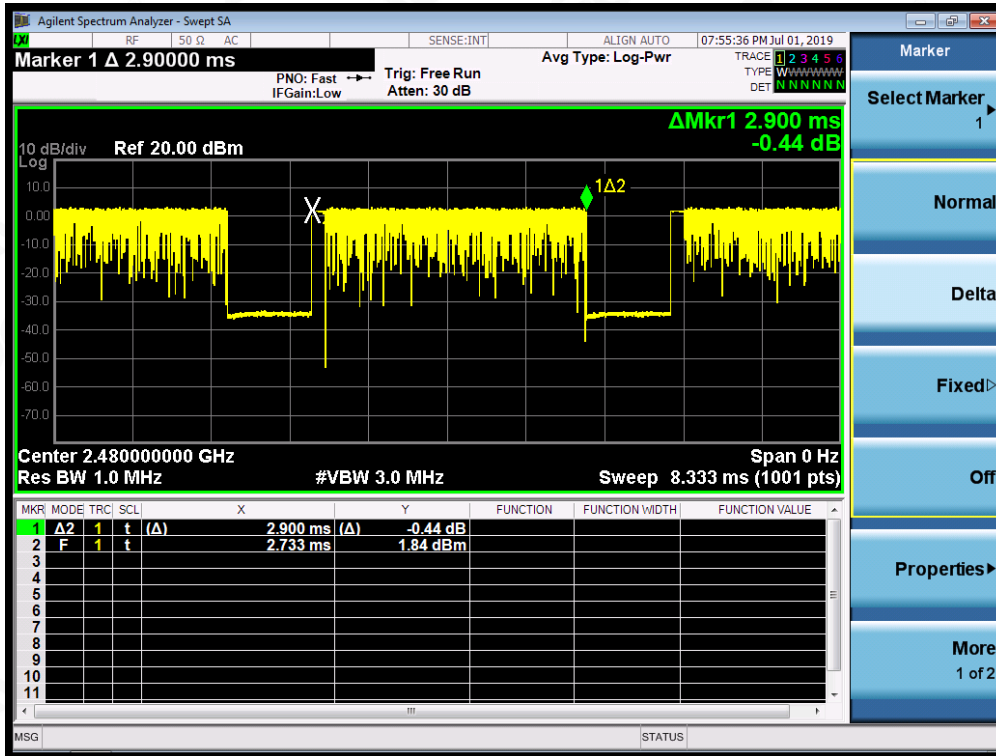 Agilent Spectrum Analyzer - Swept SA
LXI RF 50 Ω AC SENSE:INT ALIGN AUTO 07:55:36 PM Jul 01, 2019
Marker 1 Δ 2.90000 ms
PNO: Fast
IFGain:Low
Trig: Free Run
Atten: 30 dB
Avg Type: Log-Pwr
TRACE 1 2 3 4 5 6
TYPE WWWWWW
DET N N N N N N
ΔMkr1 2.900 ms
-0.44 dB
10 dB/div Ref 20.00 dBm
Log
10.0
0.00
-10.0
-20.0
-30.0
-40.0
-50.0
-60.0
-70.0
X
1Δ2
Center 2.480000000 GHz Span 0 Hz
Res BW 1.0 MHz #VBW 3.0 MHz Sweep 8.333 ms (1001 pts)
MKR MODE TRC SCL X Y FUNCTION FUNCTION WIDTH FUNCTION VALUE
1 Δ2 1 t (Δ) 2.900 ms (Δ) -0.44 dB
2 F 1 t 2.733 ms 1.84 dBm
3
4
5
6
7
8
9
10
11
MSG STATUS
Marker
Select Marker
1
Normal
Delta
Fixed
Off
Properties
More
1 of 2